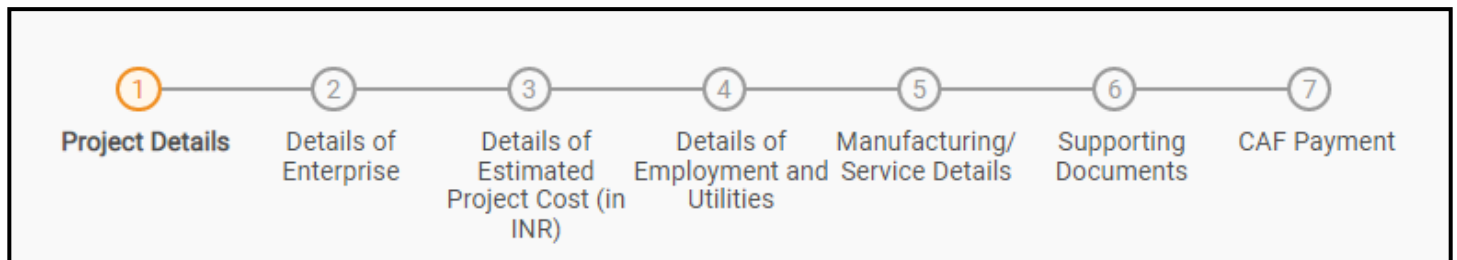 1 2 3 4 5 6 7
Project Details
Details of
Enterprise
Details of
Estimated
Project Cost (in
INR)
Details of
Employment and
Utilities
Manufacturing/
Service Details
Supporting
Documents
CAF Payment